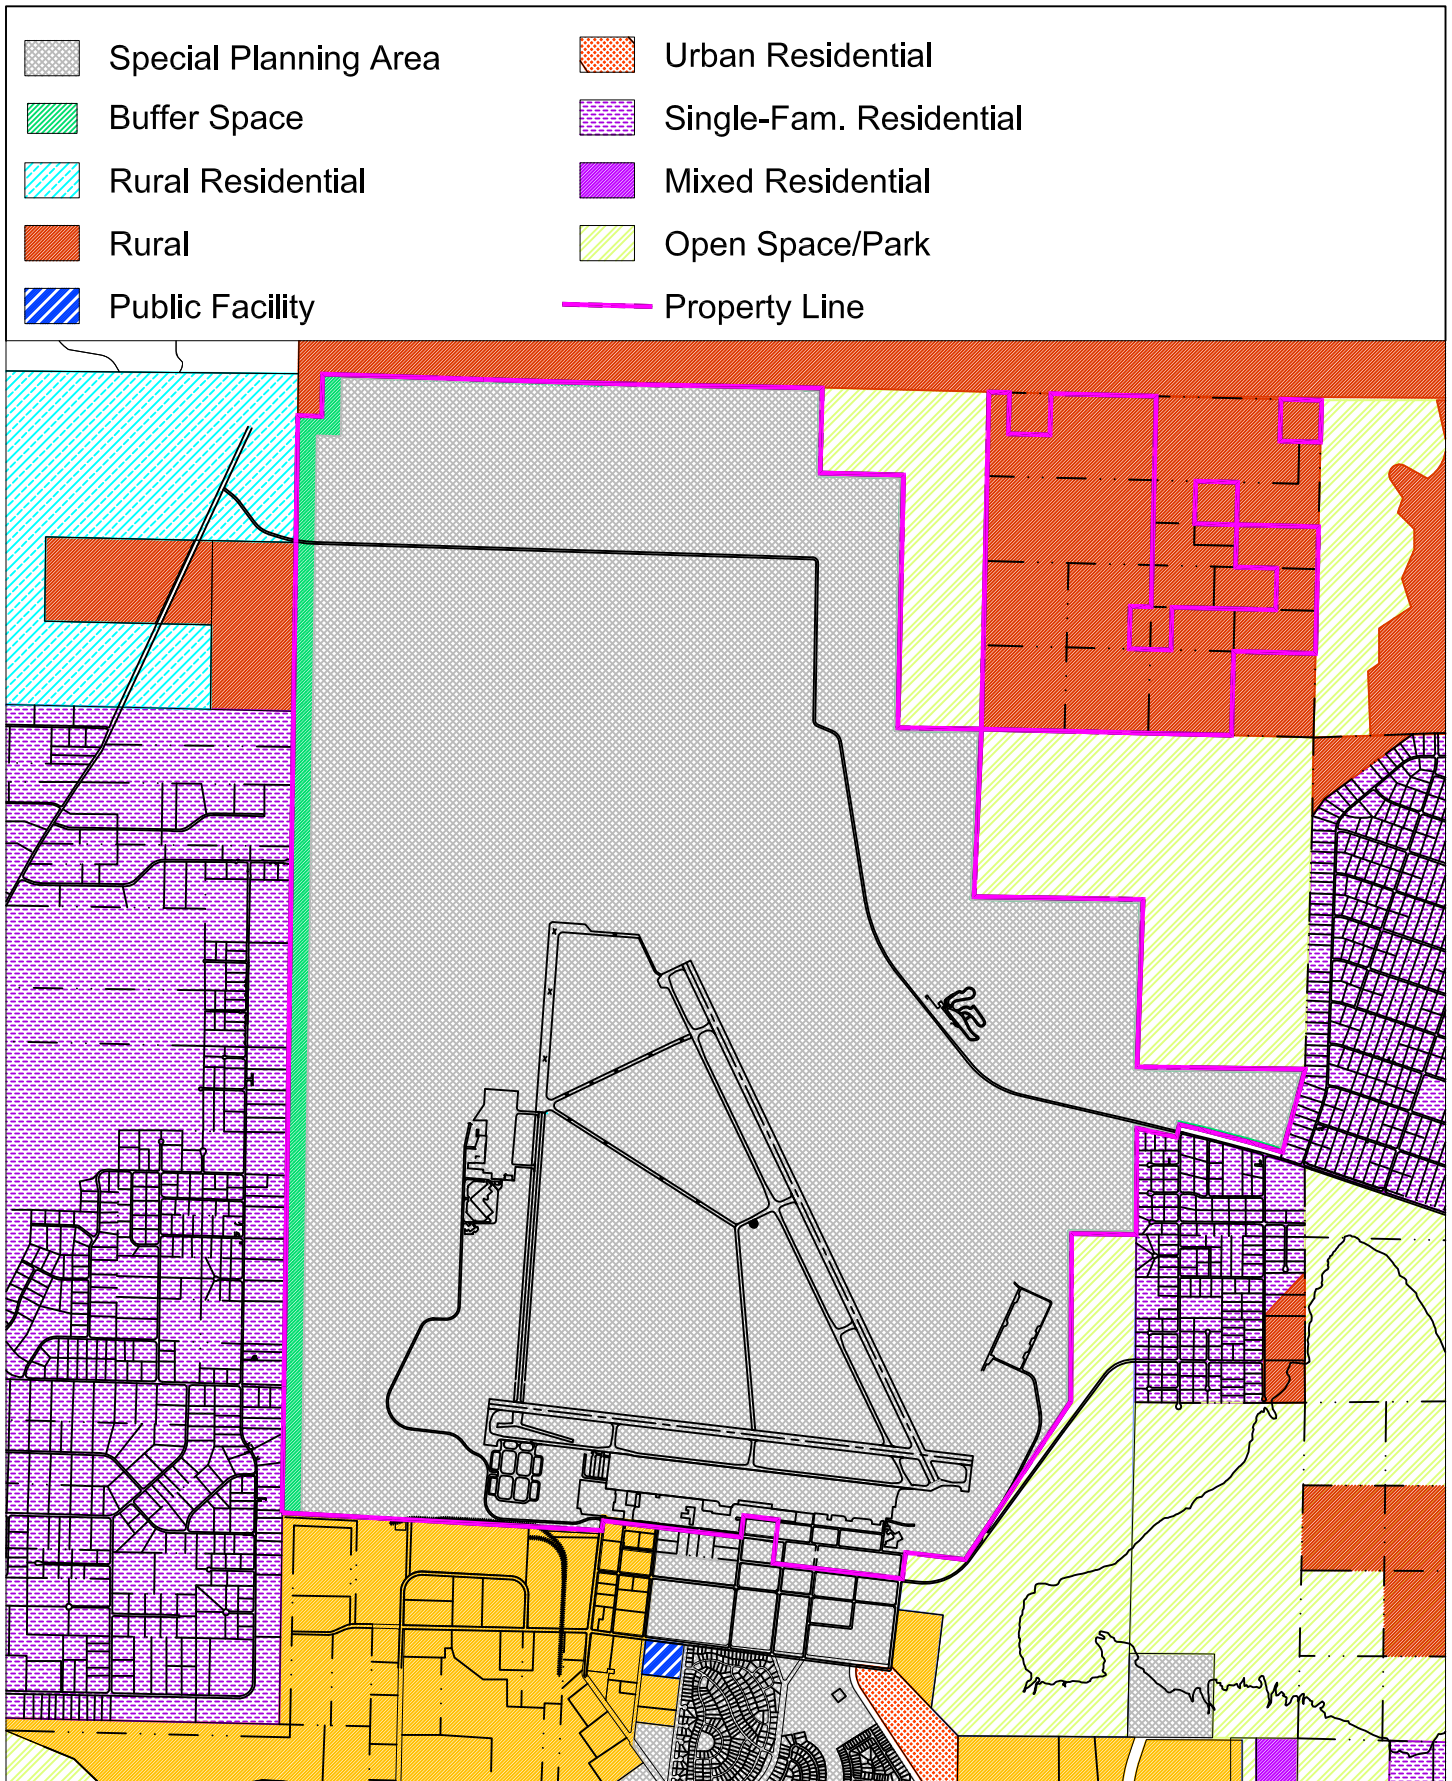 Special Planning Area
Buffer Space
Rural Residential
Rural
Public Facility
Urban Residential
Single-Fam. Residential
Mixed Residential
Open Space/Park
Property Line